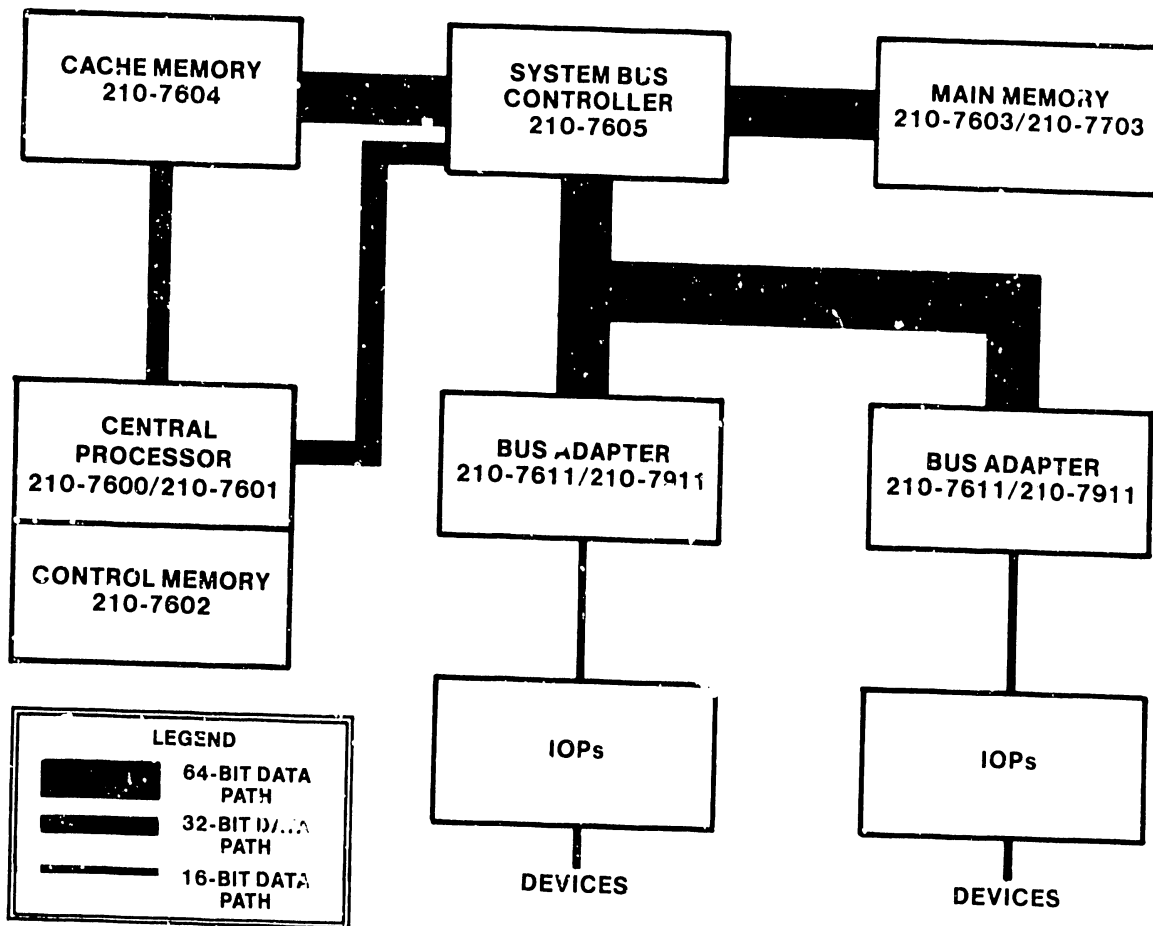 CACHE MEMORY
210-7604
SYSTEM BUS
CONTROLLER
210-7605
MAIN MEMORY
210-7603/210-7703
CENTRAL
PROCESSOR
210-7600/210-7601
CONTROL MEMORY
210-7602
BUS ADAPTER
210-7611/210-7911
BUS ADAPTER
210-7611/210-7911
IOPs
IOPs
DEVICES
DEVICES
LEGEND
64-BIT DATA
PATH
32-BIT DATA
PATH
16-BIT DATA
PATH